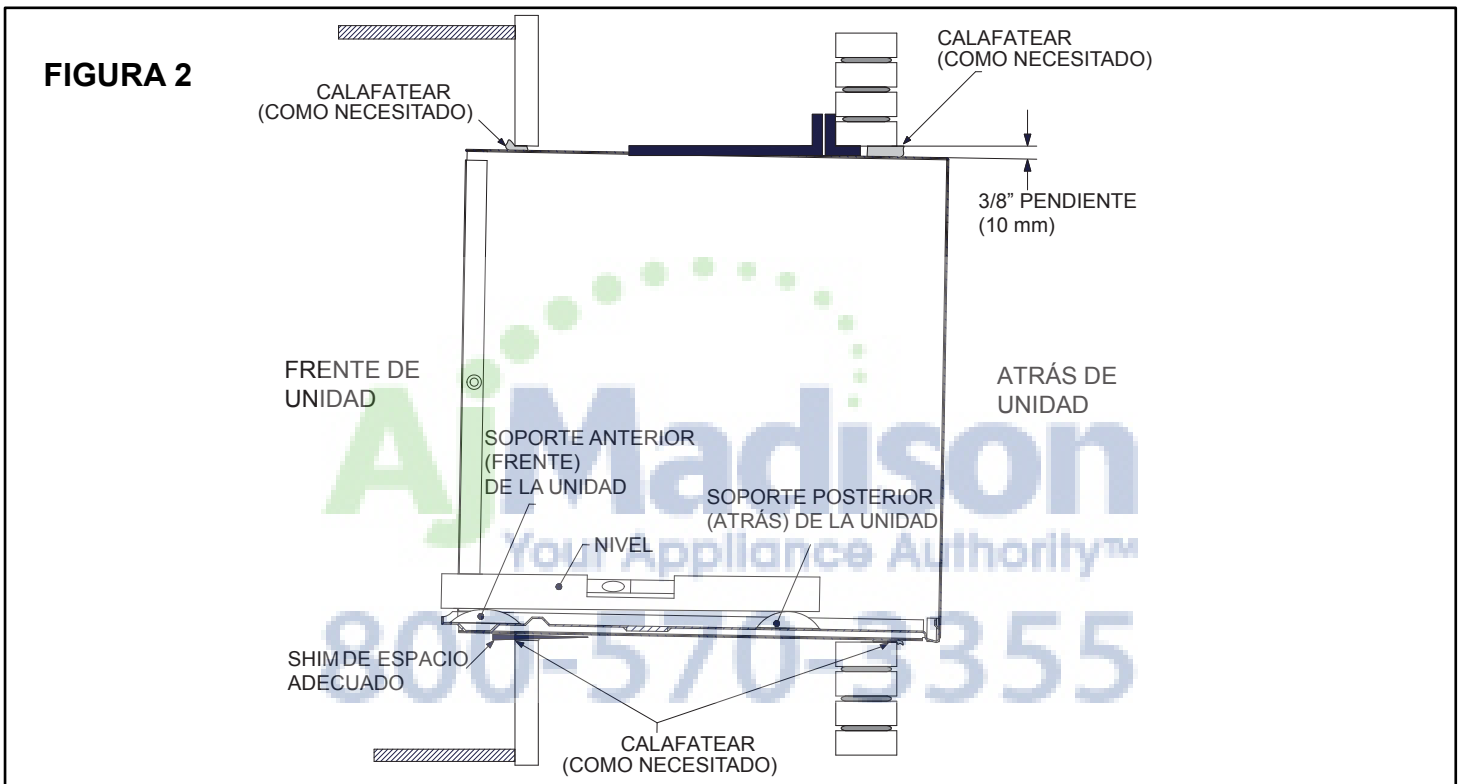 FIGURA 2
CALAFATEAR
(COMO NECESITADO)
CALAFATEAR
(COMO NECESITADO)
3/8” PENDIENTE
(10 mm)
FRENTE DE
UNIDAD
ATRÁS DE
UNIDAD
AjMadison
Your Appliance Authority™
800-570-3355
SOPORTE ANTERIOR
(FRENTE)
DE LA UNIDAD
SOPORTE POSTERIOR
(ATRÁS) DE LA UNIDAD
NIVEL
SHIM DE ESPACIO
ADECUADO
CALAFATEAR
(COMO NECESITADO)